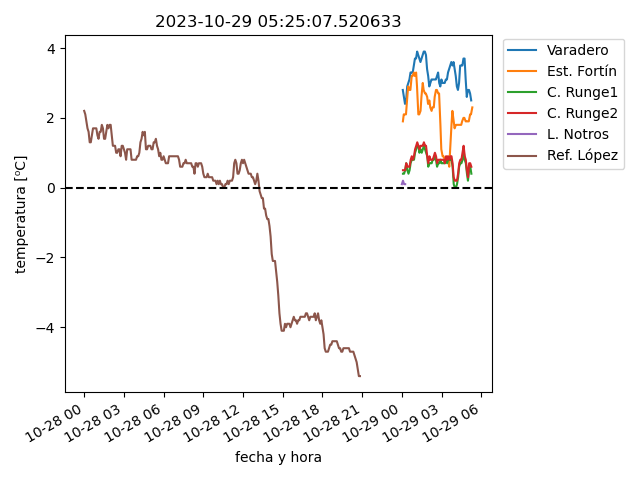 2023-10-29 05:25:07.520633
temperatura [ºC]
4
2
0
−2
−4
10-28 00
10-28 03
10-28 06
10-28 09
10-28 12
10-28 15
10-28 18
10-28 21
10-29 00
10-29 03
10-29 06
fecha y hora
Varadero
Est. Fortín
C. Runge1
C. Runge2
L. Notros
Ref. López